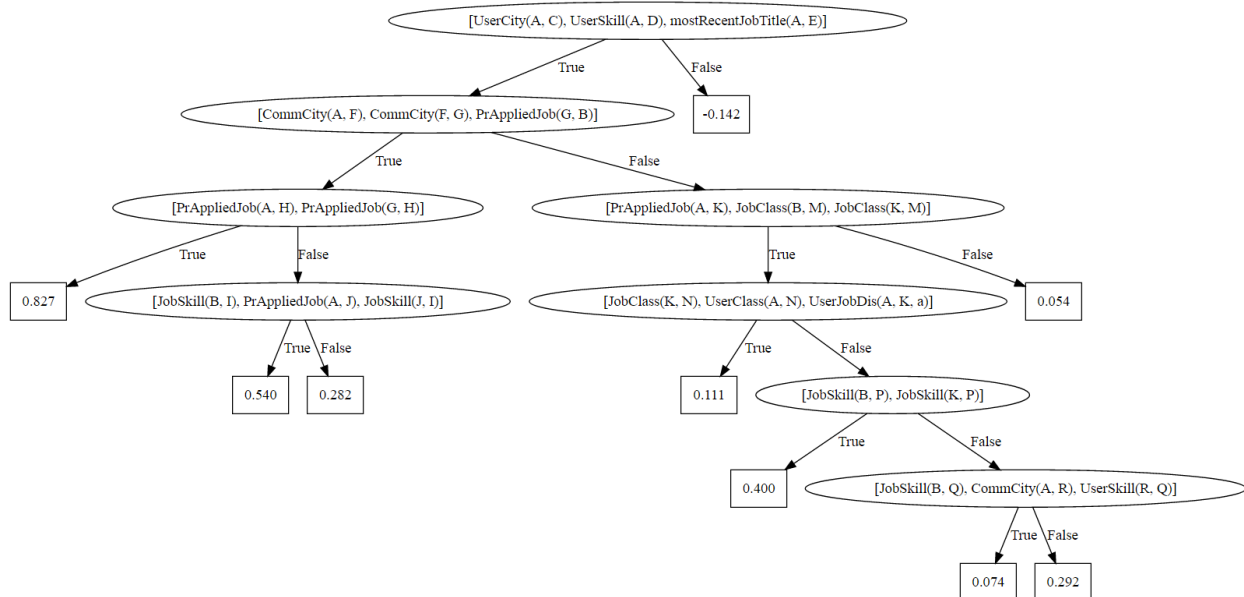 [UserCity(A, C), UserSkill(A, D), mostRecentJobTitle(A, E)]
True
False
[CommCity(A, F), CommCity(F, G), PrAppliedJob(G, B)]
-0.142
True
False
[PrAppliedJob(A, H), PrAppliedJob(G, H)]
[PrAppliedJob(A, K), JobClass(B, M), JobClass(K, M)]
True
False
True
False
0.827
[JobSkill(B, I), PrAppliedJob(A, J), JobSkill(J, I)]
[JobClass(K, N), UserClass(A, N), UserJobDis(A, K, a)]
0.054
True
False
True
False
0.540
0.282
0.111
[JobSkill(B, P), JobSkill(K, P)]
True
False
0.400
[JobSkill(B, Q), CommCity(A, R), UserSkill(R, Q)]
True
False
0.074
0.292